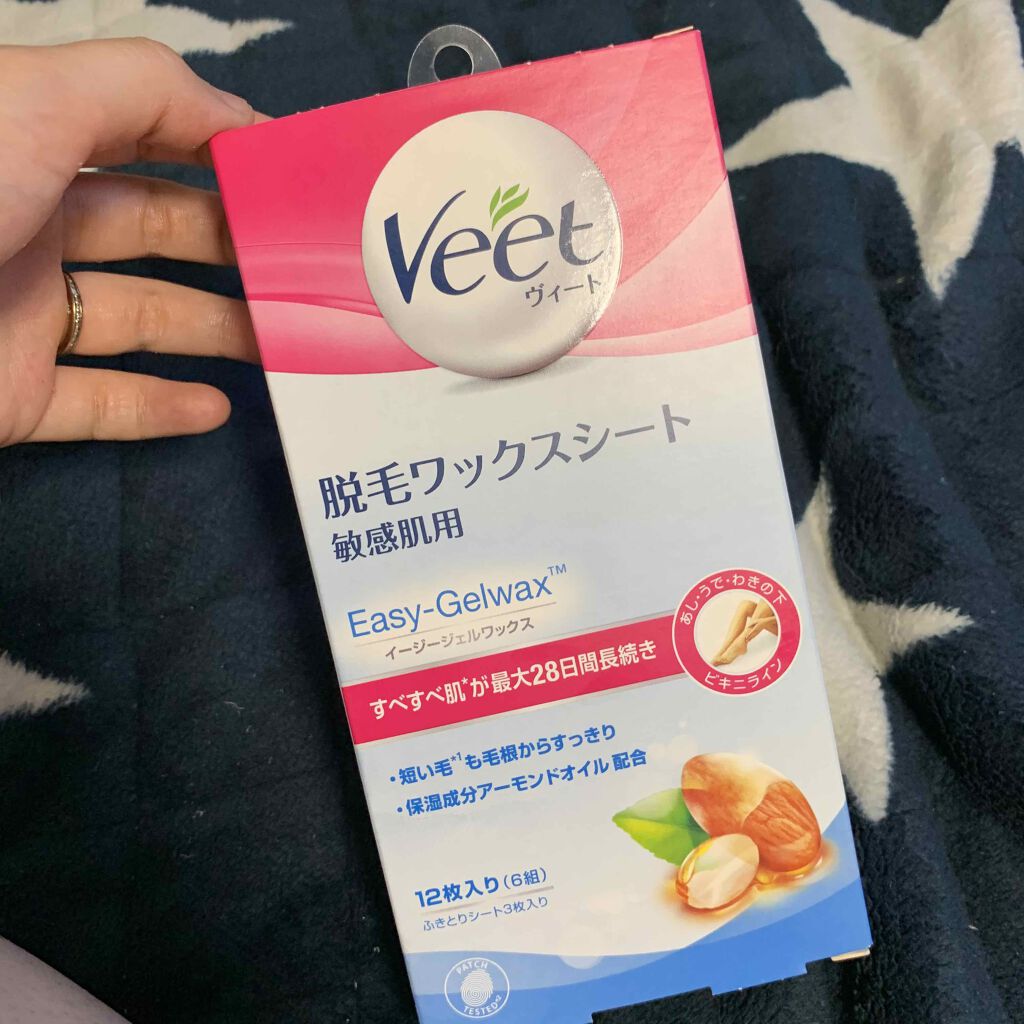 Veet
ヴィート
脱毛ワックスシート
敏感肌用
Easy-Gelwax™
イージージェルワックス
すべすべ肌*が最大28日間長続き
あし・うで・わきの下
ビキニライン
・短い毛*1も毛根からすっきり
・保湿成分アーモンドオイル 配合
12枚入り(6組)
ふきとりシート3枚入り
PATCH
TESTED*2